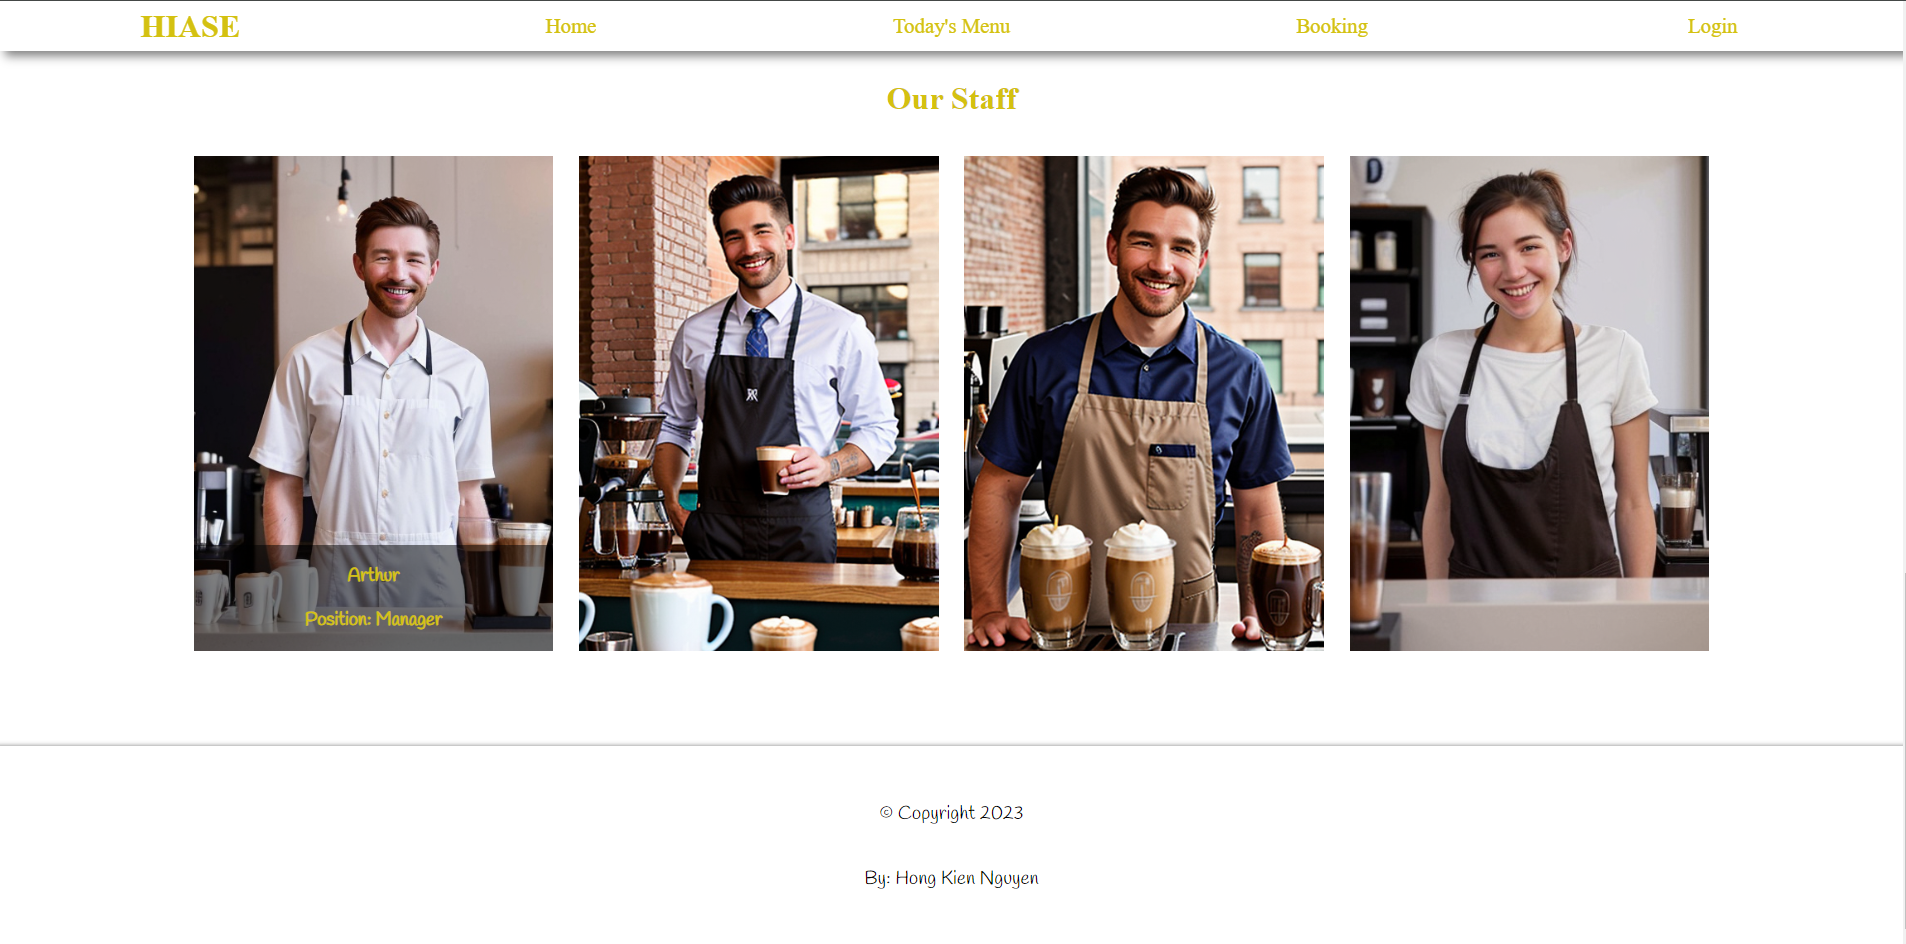 HIASE
Home
Today's Menu
Booking
Login
Our Staff
D
Arthur
Position: Manager
© Copyright 2023
By: Hong Kien Nguyen